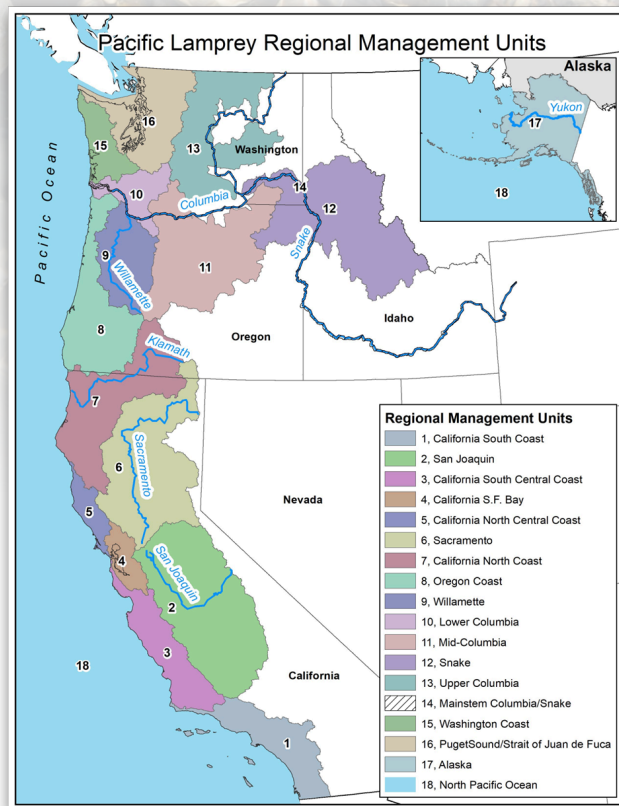 Pacific Lamprey Regional Management Units
Alaska
Yukon
17
18
16
15
13
Washington
14
10
Columbia
12
Pacific Ocean
9
Willamette
11
Snake
8
Oregon
Idaho
Klamath
7
Sacramento
6
Nevada
5
4
San Joaquin
2
3
18
California
1
Regional Management Units
1, California South Coast
2, San Joaquin
3, California South Central Coast
4, California S.F. Bay
5, California North Central Coast
6, Sacramento
7, California North Coast
8, Oregon Coast
9, Willamette
10, Lower Columbia
11, Mid-Columbia
12, Snake
13, Upper Columbia
14, Mainstem Columbia/Snake
15, Washington Coast
16, PugetSound/Strait of Juan de Fuca
17, Alaska
18, North Pacific Ocean